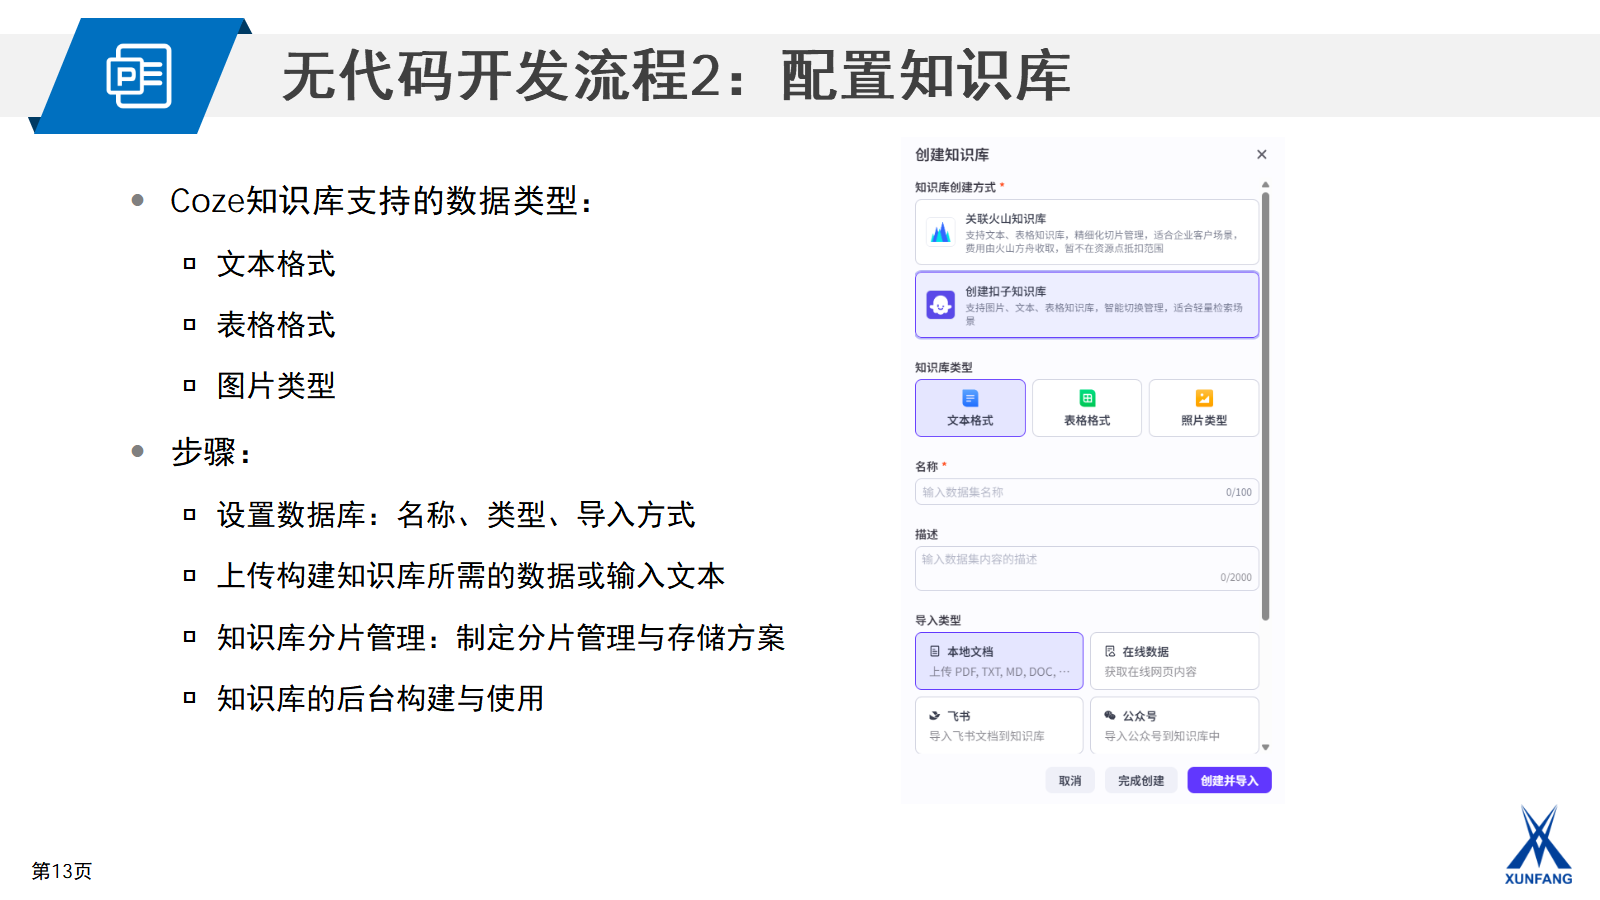 无代码开发流程2：配置知识库
Coze知识库支持的数据类型：
文本格式
表格格式
图片类型
步骤：
设置数据库：名称、类型、导入方式
上传构建知识库所需的数据或输入文本
知识库分片管理：制定分片管理与存储方案
知识库的后台构建与使用
创建知识库
知识库创建方式 *
关联火山知识库
支持文本、表格知识库，精细化切片管理，适合企业客户场景，
费用由火山方舟收取，暂不在资源点抵扣范围
创建扣子知识库
支持图片、文本、表格知识库，智能切换管理，适合轻量检索场
景
知识库类型
文本格式
表格格式
照片类型
名称 *
输入数据集名称
0/100
描述
输入数据集内容的描述
0/2000
导入类型
本地文档
上传 PDF, TXT, MD, DOC, ···
在线数据
获取在线网页内容
飞书
导入飞书文档到知识库
公众号
导入公众号到知识库中
取消
完成创建
创建并导入
第13页
XUNFANG